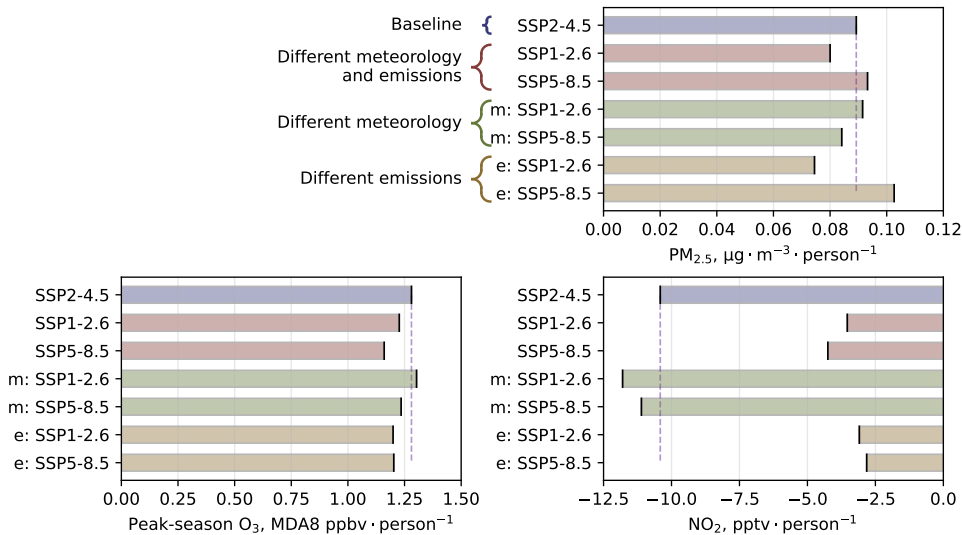 Baseline
Different meteorology
and emissions
Different meteorology
Different emissions
SSP2-4.5
SSP1-2.6
SSP5-8.5
m: SSP1-2.6
m: SSP5-8.5
e: SSP1-2.6
e: SSP5-8.5
0.00 0.02 0.04 0.06 0.08 0.10 0.12
PM₂.₅, µg·m⁻³·person⁻¹
SSP2-4.5
SSP1-2.6
SSP5-8.5
m: SSP1-2.6
m: SSP5-8.5
e: SSP1-2.6
e: SSP5-8.5
0.00 0.25 0.50 0.75 1.00 1.25 1.50
Peak-season O₃, MDA8 ppbv·person⁻¹
SSP2-4.5
SSP1-2.6
SSP5-8.5
m: SSP1-2.6
m: SSP5-8.5
e: SSP1-2.6
e: SSP5-8.5
−12.5 −10.0 −7.5 −5.0 −2.5 0.0
NO₂, pptv·person⁻¹